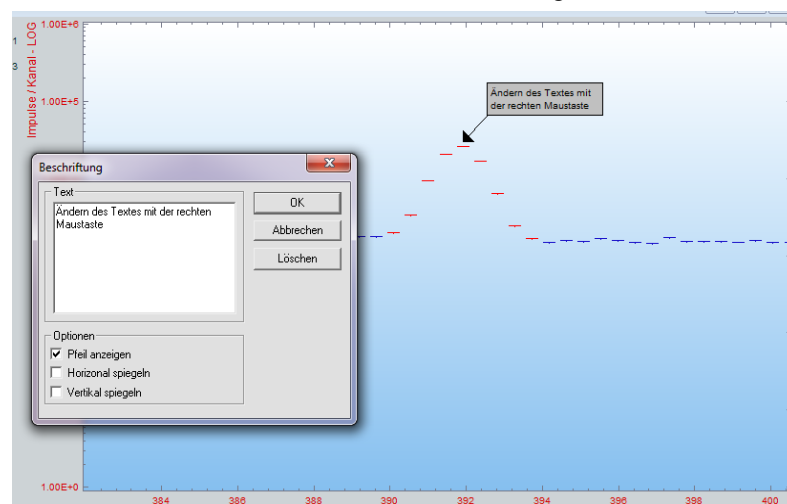 1.00E+6
1
3
Impulse / Kanal - LOG
1.00E+5
Ändern des Textes mit
der rechten Maustaste
Beschriftung
Text
Ändern des Textes mit der rechten
Maustaste
OK
Abbrechen
Löschen
Optionen
Pfeil anzeigen
Horizonal spiegeln
Vertikal spiegeln
1.00E+0
384 386 388 390 392 394 396 398 400